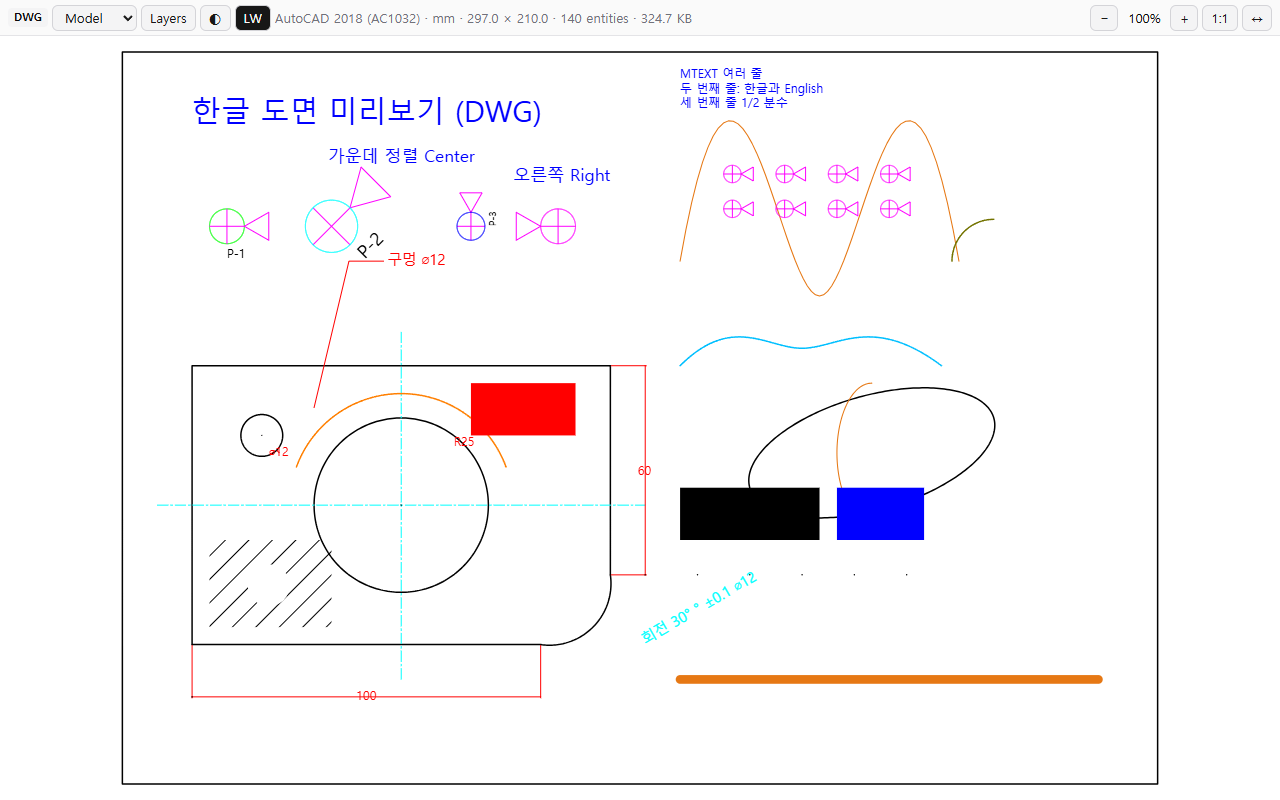 DWG Model Layers ◐ LW AutoCAD 2018 (AC1032) · mm · 297.0 × 210.0 · 140 entities · 324.7 KB − 100% + 1:1 ↔
MTEXT 여러 줄
두 번째 줄: 한글과 English
세 번째 줄 1/2 분수
한글 도면 미리보기 (DWG)
가운데 정렬 Center
오른쪽 Right
P-1
P-2
P-3
구멍 ⌀12
⌀12
R25
60
회전 30° ° ±0.1 ⌀12
100